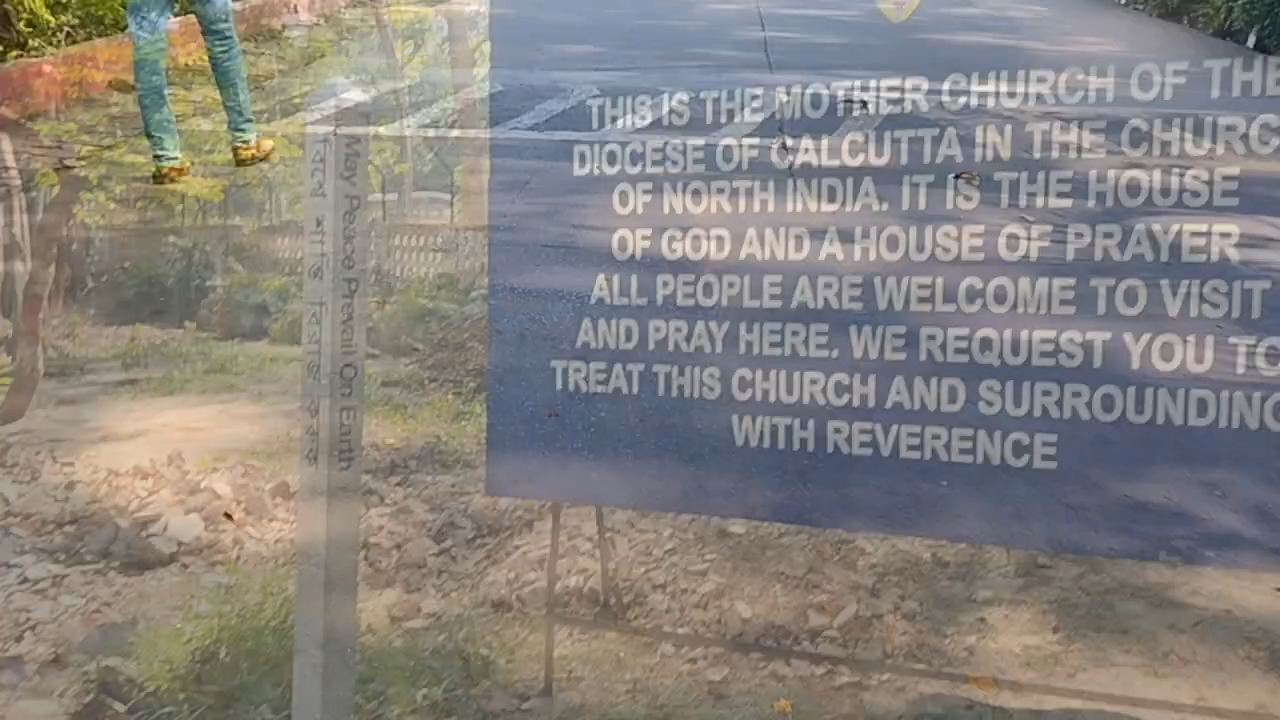 THIS IS THE MOTHER CHURCH OF THE
DIOCESE OF CALCUTTA IN THE CHURC
OF NORTH INDIA. IT IS THE HOUSE
OF GOD AND A HOUSE OF PRAYER
ALL PEOPLE ARE WELCOME TO VISIT
AND PRAY HERE. WE REQUEST YOU TO
TREAT THIS CHURCH AND SURROUNDING
WITH REVERENCE
May Peace Prevail On Earth